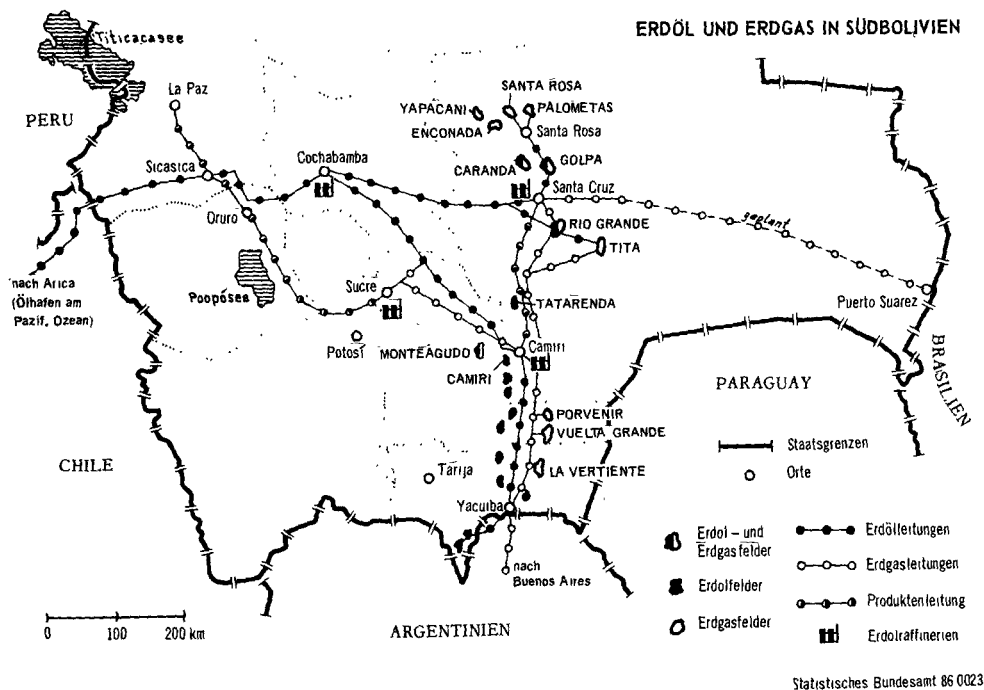 ERDÖL UND ERDGAS IN SÜDBOLIVIEN
Titicacasee
La Paz
PERU
SANTA ROSA
YAPACANI
PALOMETAS
ENCONADA
Santa Rosa
Cochabamba
Sicasica
CARANDA
GOLPA
Santa Cruz
Oruro
geplant
RIO GRANDE
TITA
nach Arica
(Ölhafen am
Pazif. Ozean)
Poopósee
Sucre
TATARENDA
Puerto Suarez
Potosí
MONTEAGUDO
Camiri
CAMIRI
BRASILIEN
PARAGUAY
PORVENIR
VUELTA GRANDE
CHILE
Tarija
LA VERTIENTE
Yacuiba
nach
Buenos Aires
ARGENTINIEN
Staatsgrenzen
Orte
Erdöl- und
Erdgasfelder
Erdölleitungen
Erdgasleitungen
Erdolfelder
Produktenleitung
Erdgasfelder
Erdolraffinerien
0 100 200 km
Statistisches Bundesamt 86 0023